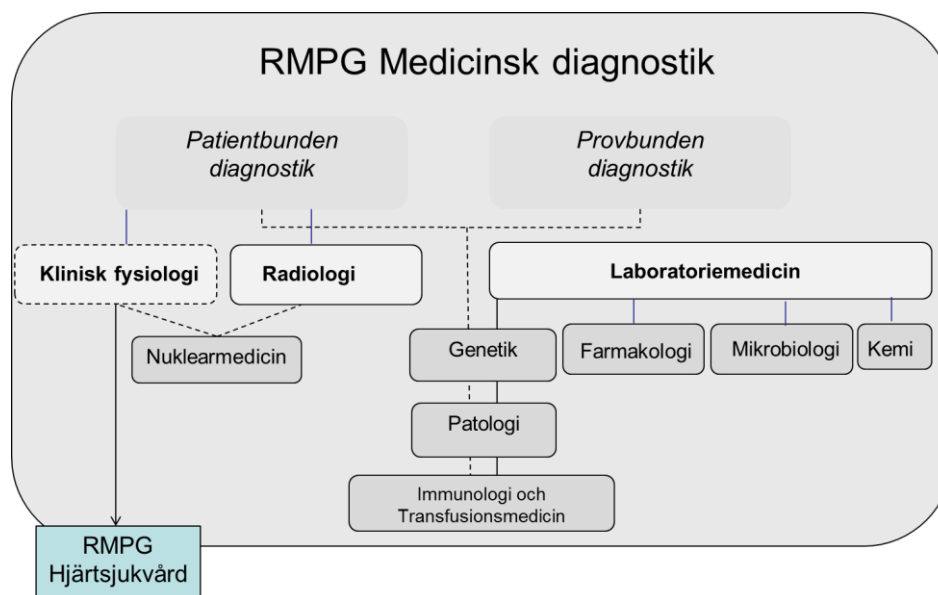 RMPG Medicinsk diagnostik
Patientbunden
diagnostik
Provbunden
diagnostik
Klinisk fysiologi
Radiologi
Laboratoriemedicin
Nuklearmedicin
Genetik
Farmakologi
Mikrobiologi
Kemi
Patologi
Immunologi och
Transfusionsmedicin
RMPG
Hjärtsjukvård